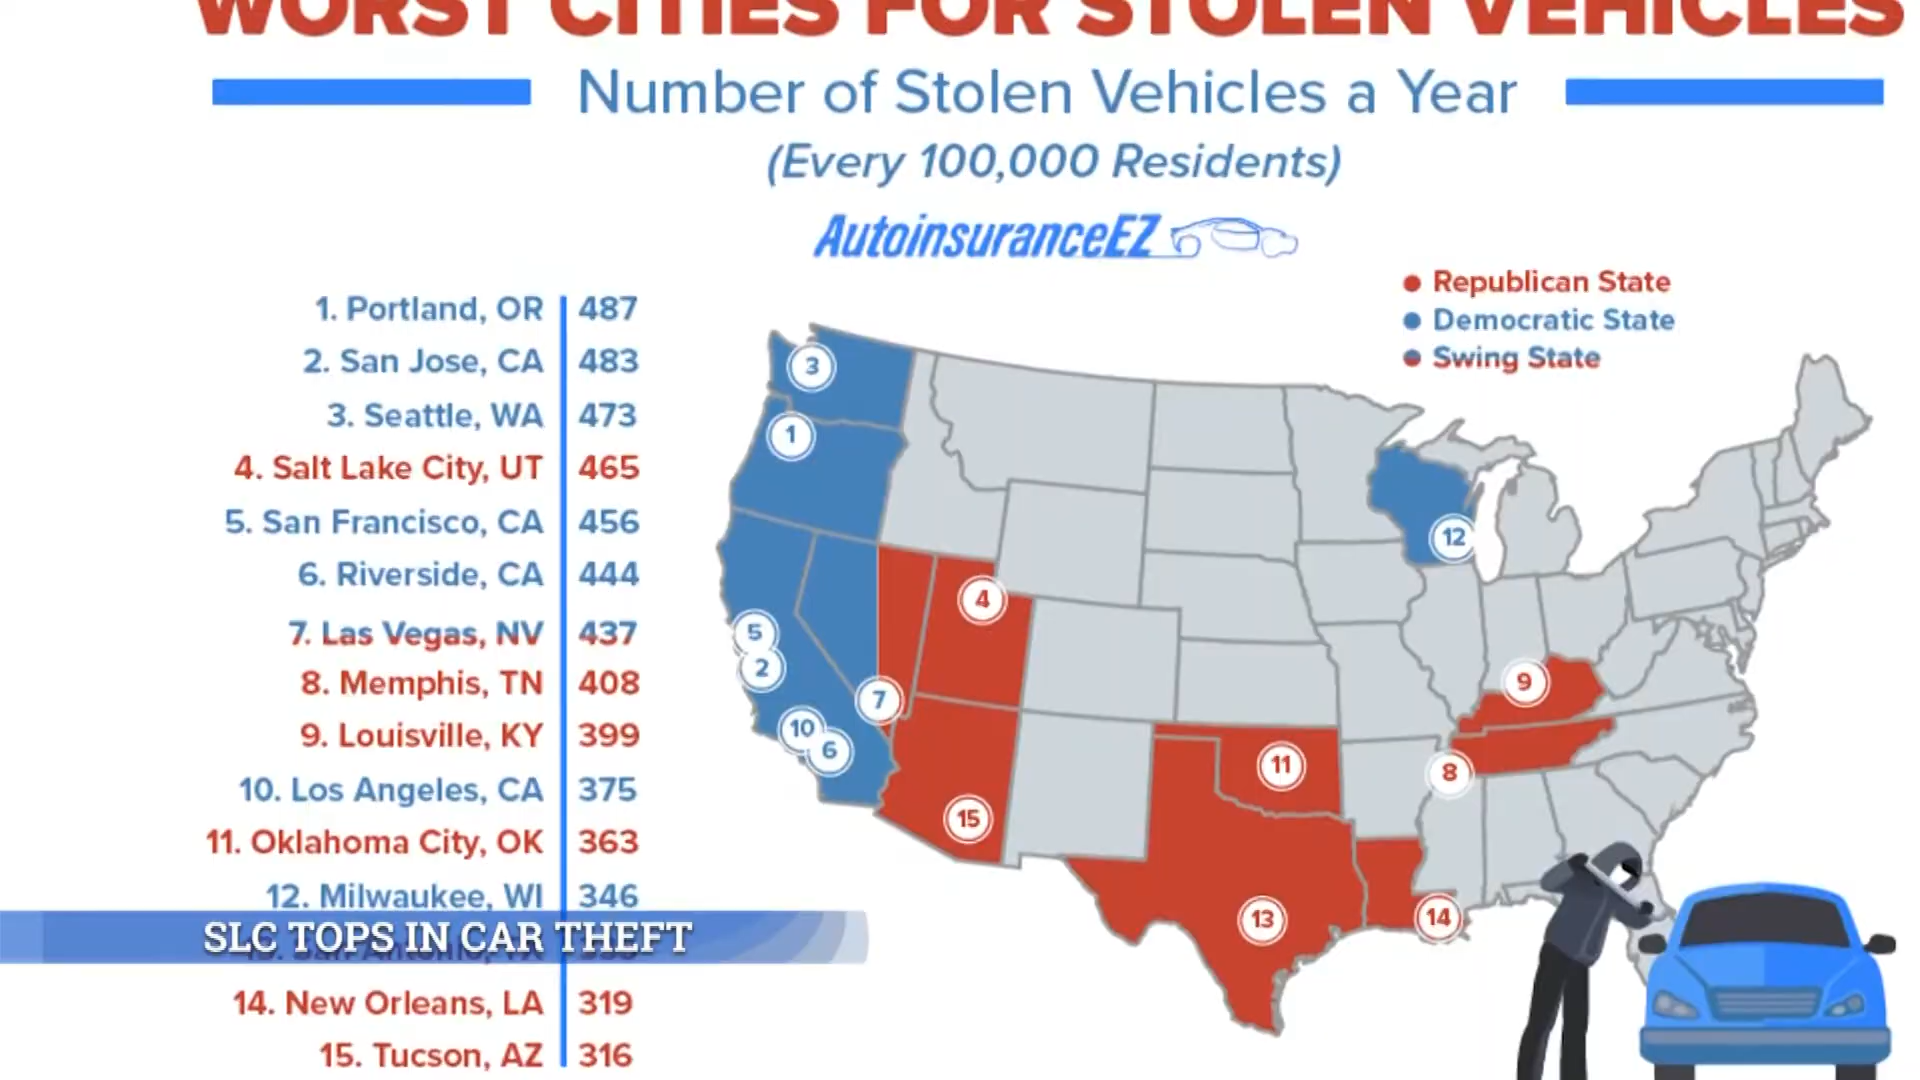 WORST CITIES FOR STOLEN VEHICLES
Number of Stolen Vehicles a Year
(Every 100,000 Residents)
AutoinsuranceEZ
Republican State
Democratic State
Swing State
1. Portland, OR 487
2. San Jose, CA 483
3. Seattle, WA 473
4. Salt Lake City, UT 465
5. San Francisco, CA 456
6. Riverside, CA 444
7. Las Vegas, NV 437
8. Memphis, TN 408
9. Louisville, KY 399
10. Los Angeles, CA 375
11. Oklahoma City, OK 363
12. Milwaukee, WI 346
SLC TOPS IN CAR THEFT
13. San Antonio, TX
14. New Orleans, LA 319
15. Tucson, AZ 316
3
1
12
4
5
2
7
9
10
6
11
8
15
13
14